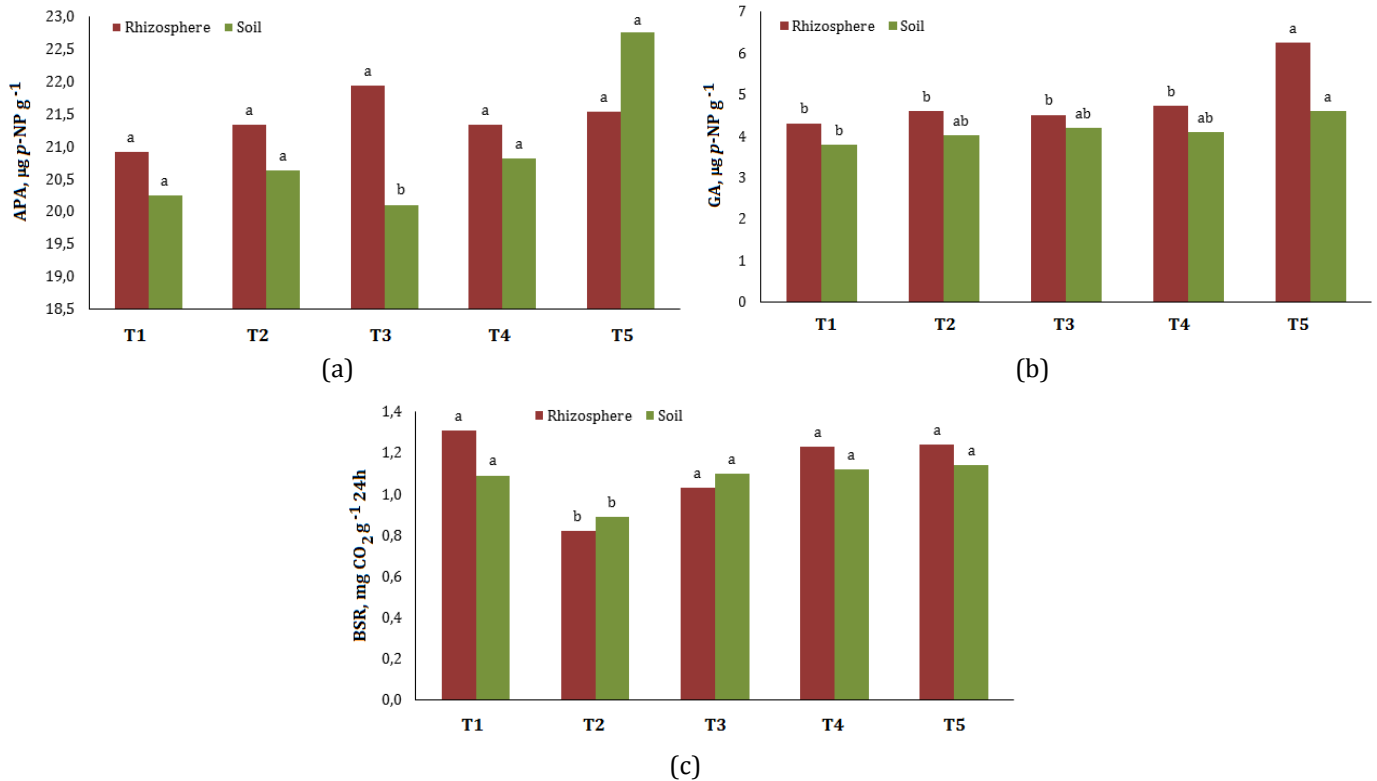 APA, µg p-NP g-1
23,0
22,5
22,0
21,5
21,0
20,5
20,0
19,5
19,0
18,5
Rhizosphere Soil
a a a a a
a a b a a
T1 T2 T3 T4 T5
(a)
GA, µg p-NP g-1
7
6
5
4
3
2
1
0
Rhizosphere Soil
b b b b a
b ab ab ab a
T1 T2 T3 T4 T5
(b)
BSR, mg CO2 g-1 24h
1,4
1,2
1,0
0,8
0,6
0,4
0,2
0,0
Rhizosphere Soil
a b a a a
a b a a a
T1 T2 T3 T4 T5
(c)